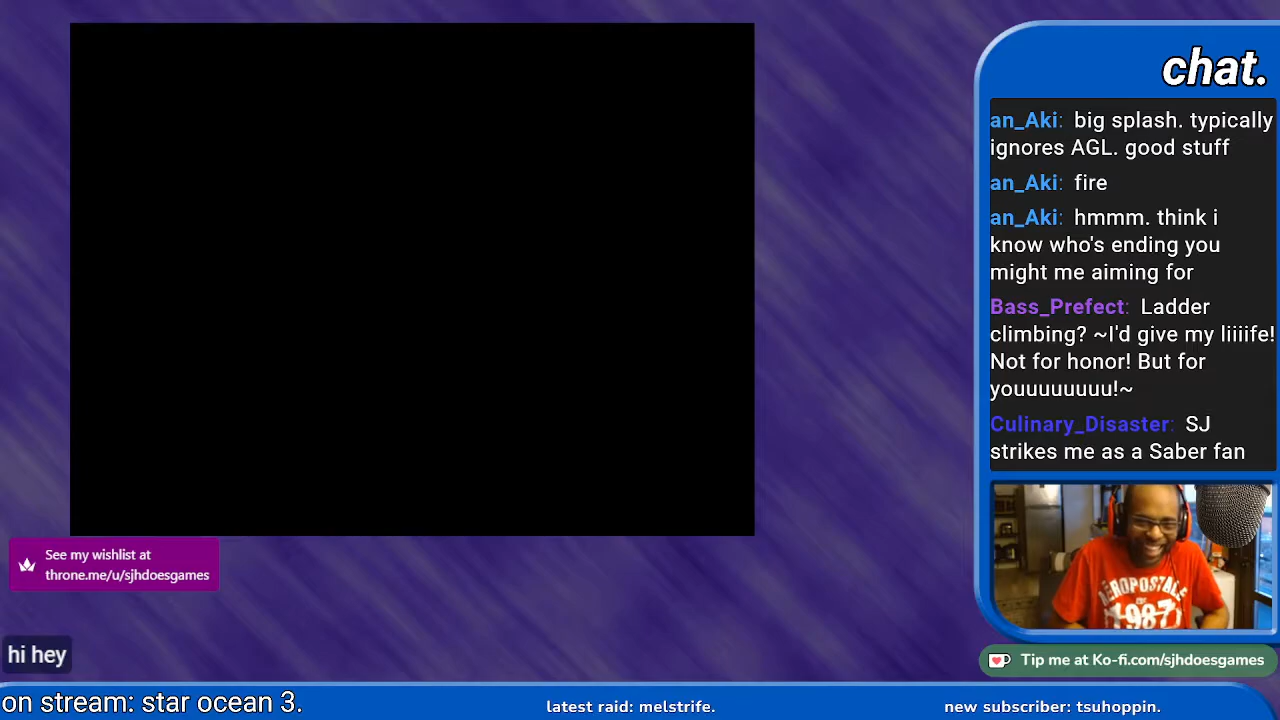 chat.
an_Aki: big splash. typically
ignores AGL. good stuff
an_Aki: fire
an_Aki: hmmm. think i
know who's ending you
might me aiming for
Bass_Prefect: Ladder
climbing? ~I'd give my liiiife!
Not for honor! But for
youuuuuuuu!~
Culinary_Disaster: SJ
strikes me as a Saber fan
AEROPOSTALE
1987
See my wishlist at
throne.me/u/sjhdoesgames
hi hey
Tip me at Ko-fi.com/sjhdoesgames
on stream: star ocean 3.
latest raid: melstrife.
new subscriber: tsuhoppin.